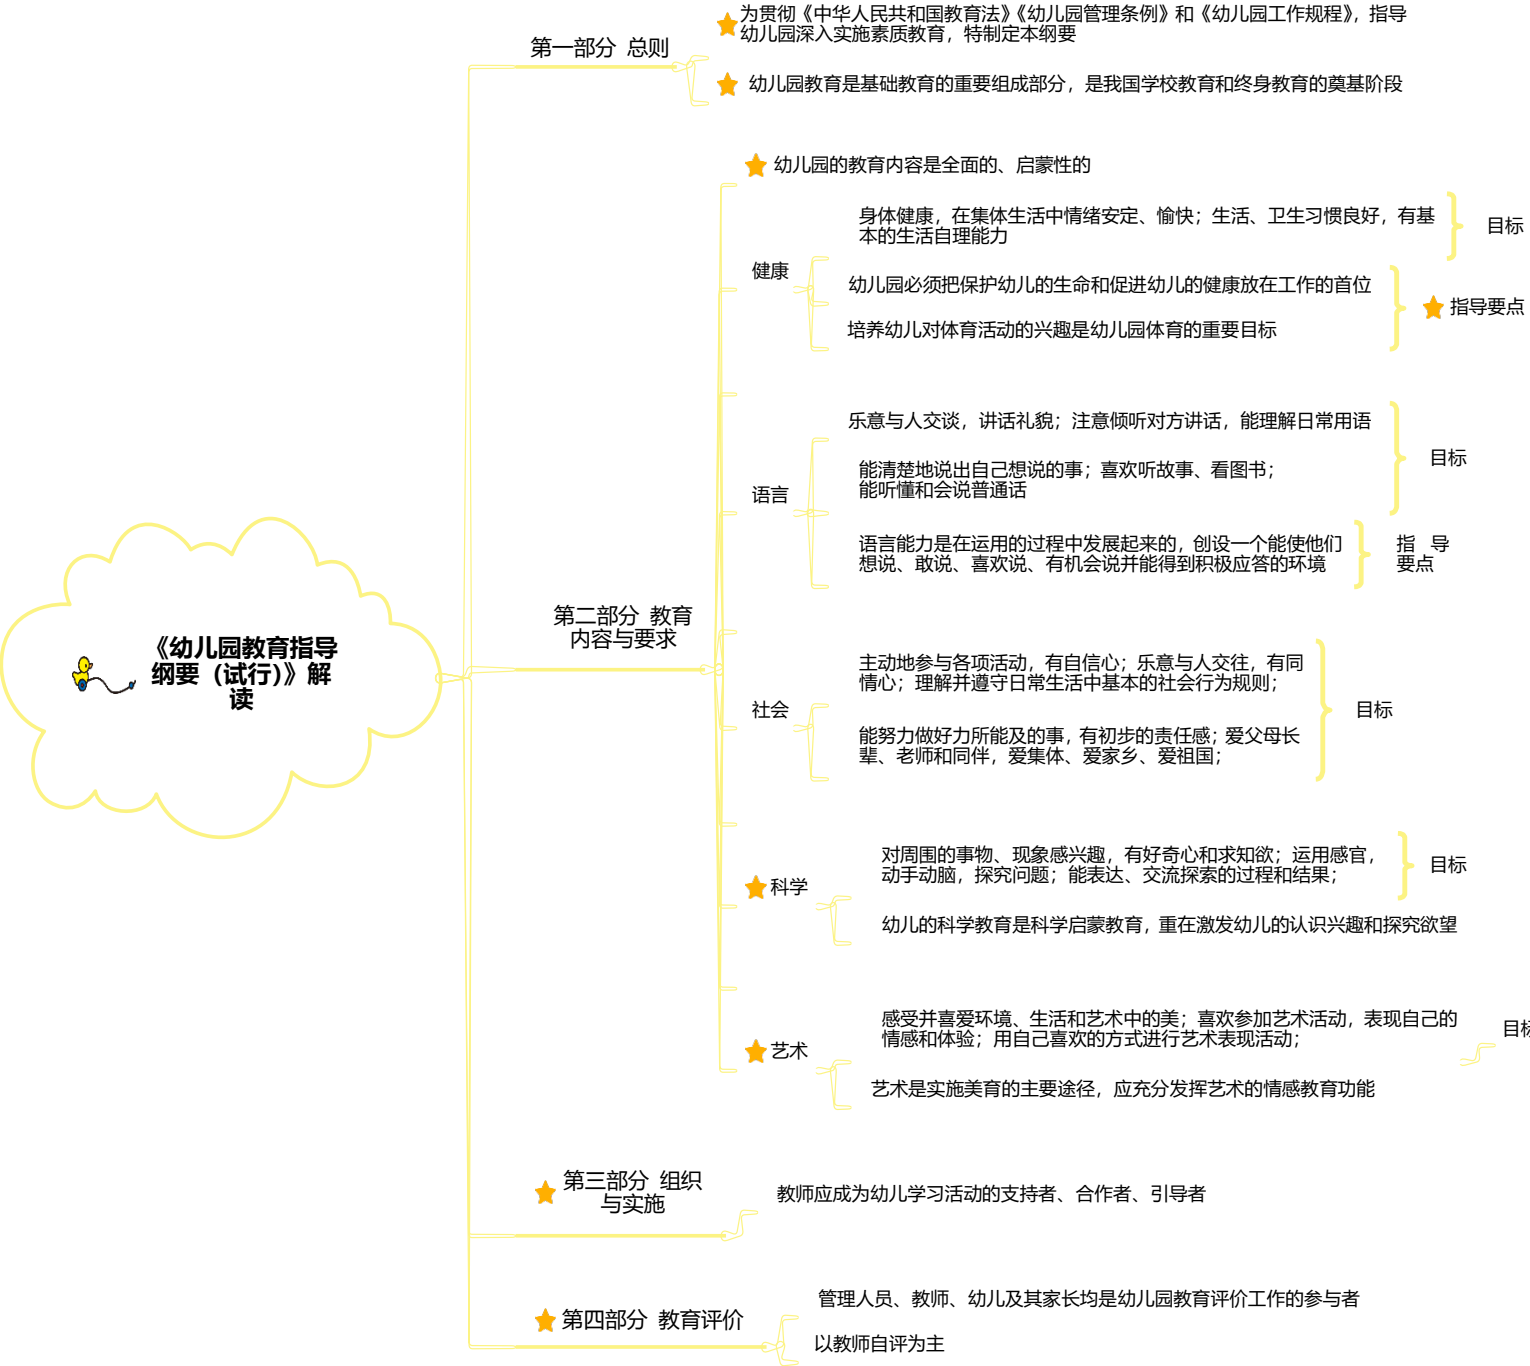 《幼儿园教育指导
纲要（试行)》解
读
第一部分 总则
为贯彻《中华人民共和国教育法》《幼儿园管理条例》和《幼儿园工作规程》，指导
幼儿园深入实施素质教育，特制定本纲要
幼儿园教育是基础教育的重要组成部分，是我国学校教育和终身教育的奠基阶段
第二部分 教育
内容与要求
幼儿园的教育内容是全面的、启蒙性的
健康
身体健康，在集体生活中情绪安定、愉快；生活、卫生习惯良好，有基
本的生活自理能力
目标
幼儿园必须把保护幼儿的生命和促进幼儿的健康放在工作的首位
培养幼儿对体育活动的兴趣是幼儿园体育的重要目标
指导要点
语言
乐意与人交谈，讲话礼貌；注意倾听对方讲话，能理解日常用语
能清楚地说出自己想说的事；喜欢听故事、看图书；
能听懂和会说普通话
目标
语言能力是在运用的过程中发展起来的，创设一个能使他们
想说、敢说、喜欢说、有机会说并能得到积极应答的环境
指 导
要点
社会
主动地参与各项活动，有自信心；乐意与人交往，有同
情心；理解并遵守日常生活中基本的社会行为规则；
能努力做好力所能及的事，有初步的责任感；爱父母长
辈、老师和同伴，爱集体、爱家乡、爱祖国；
目标
科学
对周围的事物、现象感兴趣，有好奇心和求知欲；运用感官，
动手动脑，探究问题；能表达、交流探索的过程和结果；
目标
幼儿的科学教育是科学启蒙教育，重在激发幼儿的认识兴趣和探究欲望
艺术
感受并喜爱环境、生活和艺术中的美；喜欢参加艺术活动，表现自己的
情感和体验；用自己喜欢的方式进行艺术表现活动；
目标
艺术是实施美育的主要途径，应充分发挥艺术的情感教育功能
第三部分 组织
与实施
教师应成为幼儿学习活动的支持者、合作者、引导者
第四部分 教育评价
管理人员、教师、幼儿及其家长均是幼儿园教育评价工作的参与者
以教师自评为主